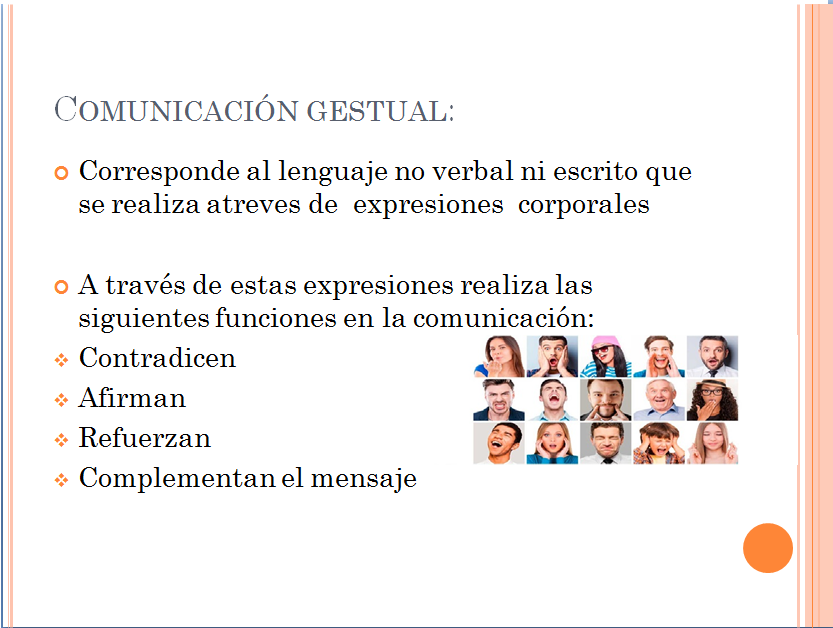 Comunicación gestual:
Corresponde al lenguaje no verbal ni escrito que
se realiza atreves de expresiones corporales
A través de estas expresiones realiza las
siguientes funciones en la comunicación:
Contradicen
Afirman
Refuerzan
Complementan el mensaje